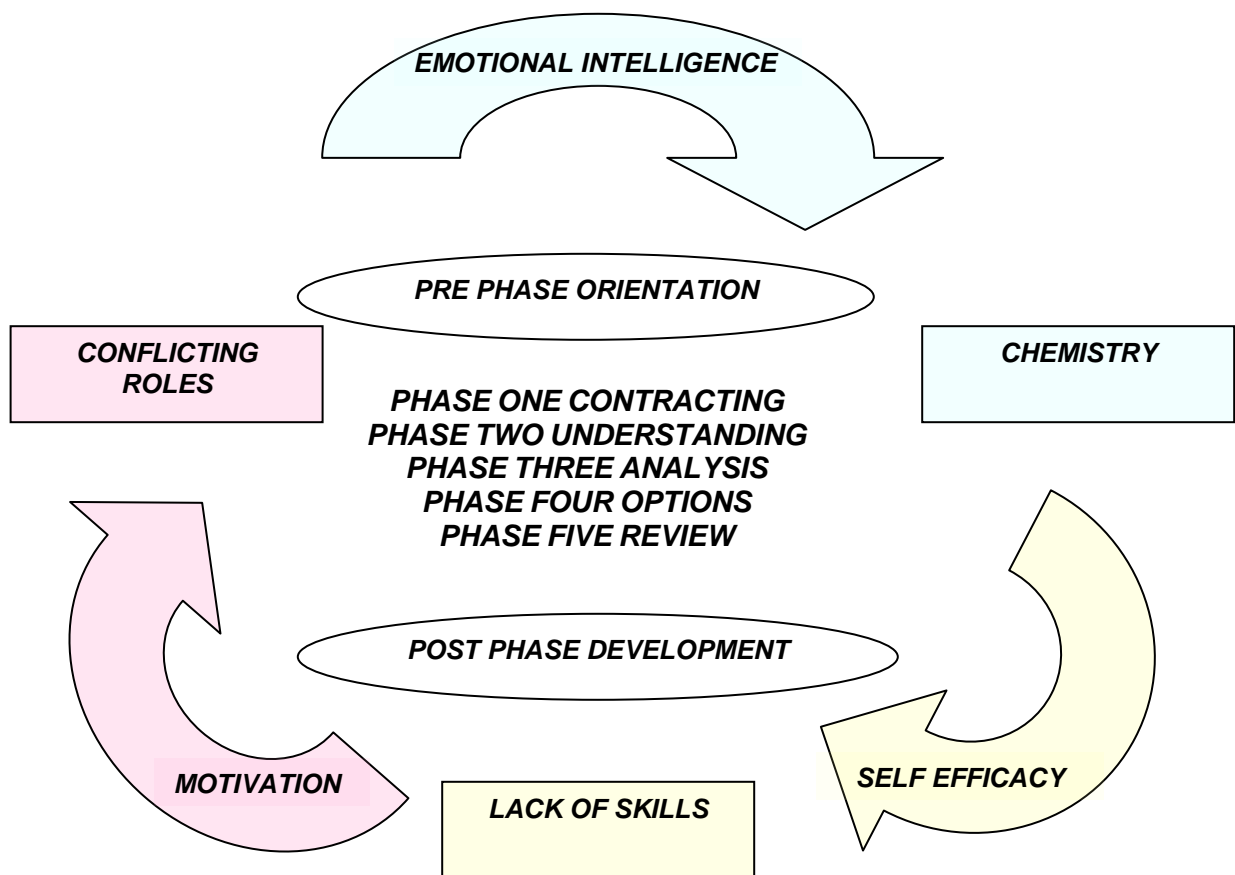 EMOTIONAL INTELLIGENCE
PRE PHASE ORIENTATION
CONFLICTING
ROLES
CHEMISTRY
PHASE ONE CONTRACTING
PHASE TWO UNDERSTANDING
PHASE THREE ANALYSIS
PHASE FOUR OPTIONS
PHASE FIVE REVIEW
POST PHASE DEVELOPMENT
MOTIVATION
SELF EFFICACY
LACK OF SKILLS